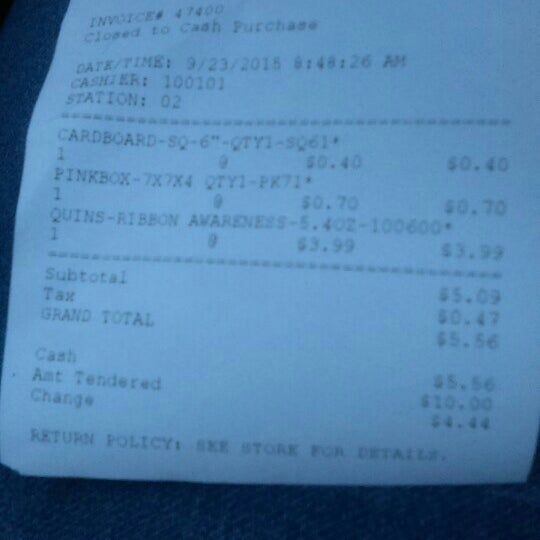 INVOICE# 47400
Closed to Cash Purchase
DATE/TIME: 9/23/2015 8:48:26 AM
CASHIER: 100101
STATION: 02
CARDBOARD-SQ-6"-QTY1-SQ61*
1 @ $0.40 $0.40
PINKBOX-7X7X4 QTY1-PK71*
1 @ $0.70 $0.70
QUINS-RIBBON AWARENESS-5.4OZ-100600*
1 @ $3.99 $3.99
Subtotal $5.09
Tax $0.47
GRAND TOTAL $5.56
Cash $5.56
Amt Tendered $10.00
Change $4.44
RETURN POLICY: SEE STORE FOR DETAILS.